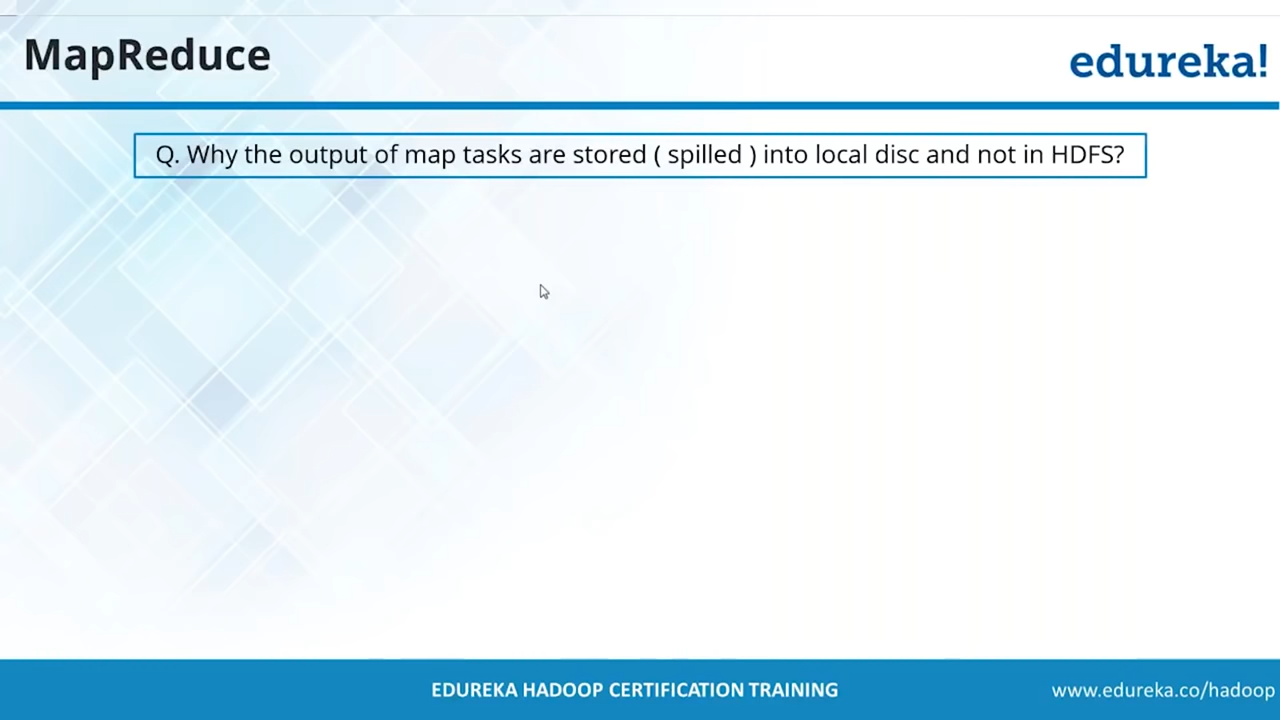 MapReduce
edureka!
Q. Why the output of map tasks are stored ( spilled ) into local disc and not in HDFS?
EDUREKA HADOOP CERTIFICATION TRAINING
www.edureka.co/hadoop